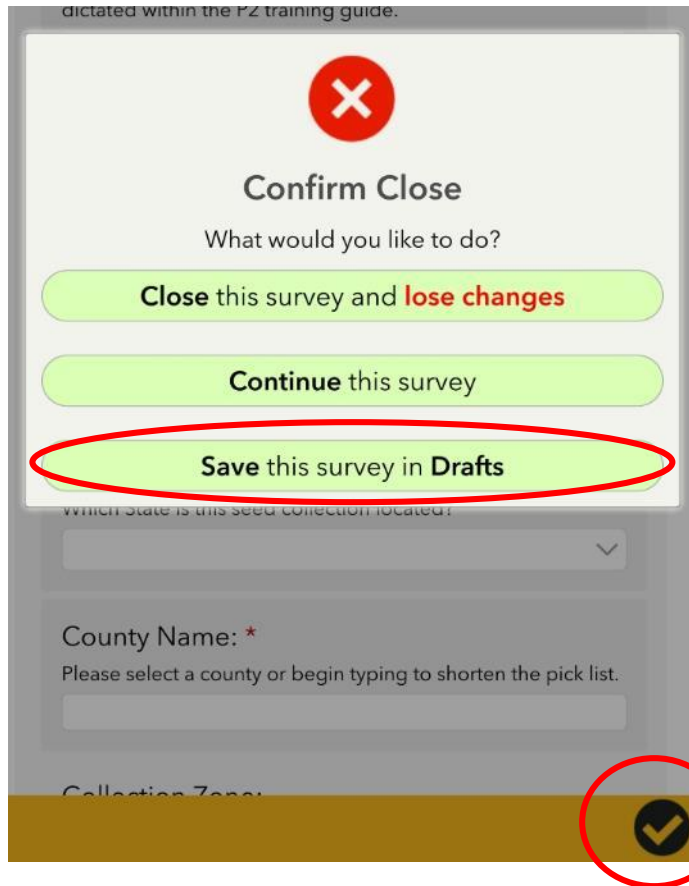 dictated within the P2 training guide.
Confirm Close
What would you like to do?
Close this survey and lose changes
Continue this survey
Save this survey in Drafts
Which State is this seed collection located?
County Name: *
Please select a county or begin typing to shorten the pick list.
Collection Zone: